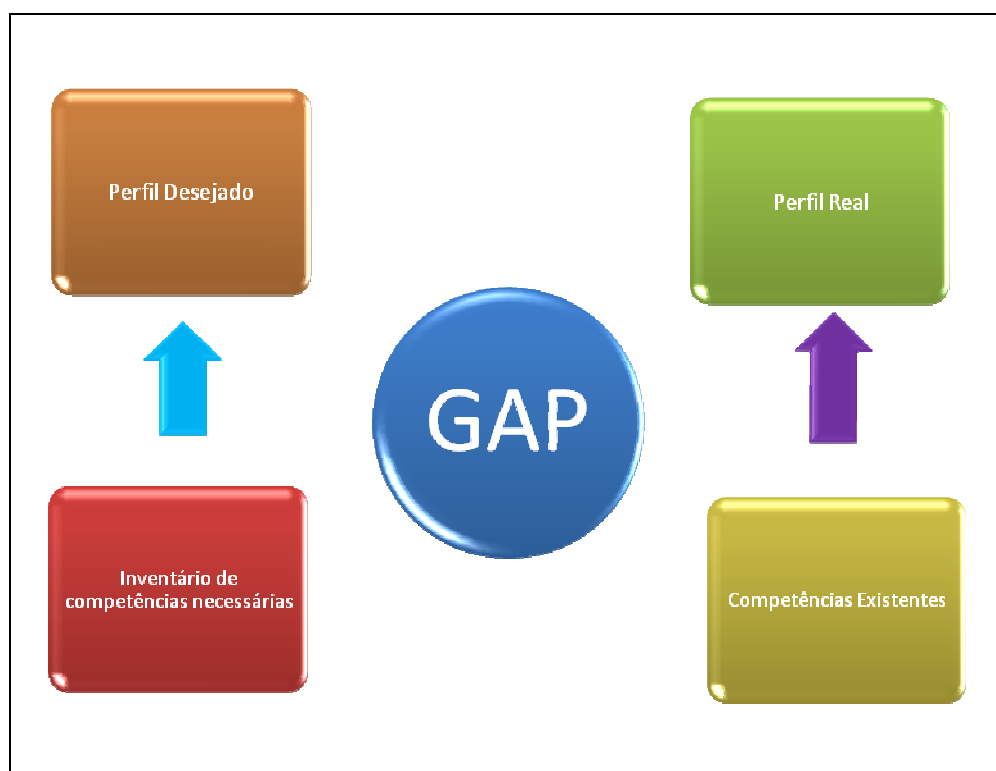 Perfil Desejado
Perfil Real
GAP
Inventário de
competências necessárias
Competências Existentes